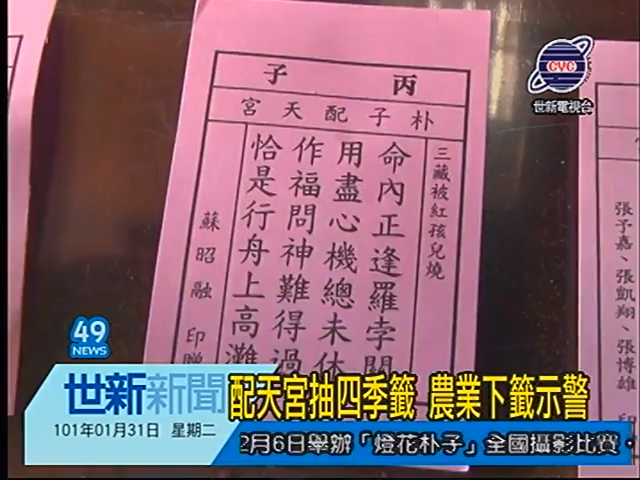 丙子
朴子配天宮
三藏被紅孩兒燒
命內正逢羅孛關
用盡心機總未休
作福問神難得過
恰是行舟上高灘
蘇昭融 印贈
張予嘉、張凱翔、張博雄 印
CVC
世新電視台
49
NEWS
世新新聞
配天宮抽四季籤 農業下籤示警
101年01月31日 星期二
2月6日舉辦「燈花朴子」全國攝影比賽·